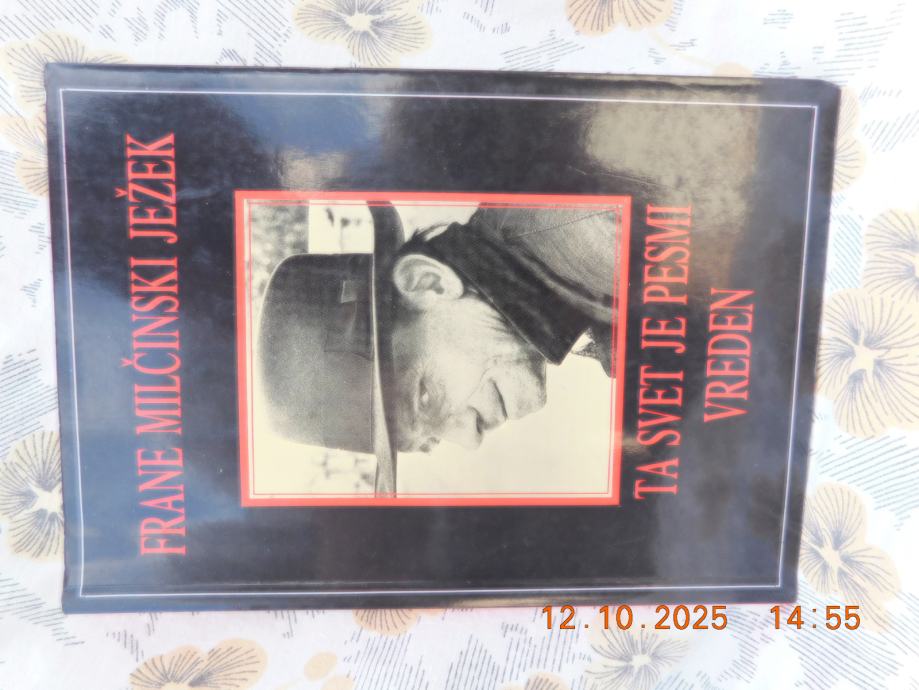 FRANE MILČINSKI JEŽEK
TA SVET JE PESMI
VREDEN
12.10.2025 14:55